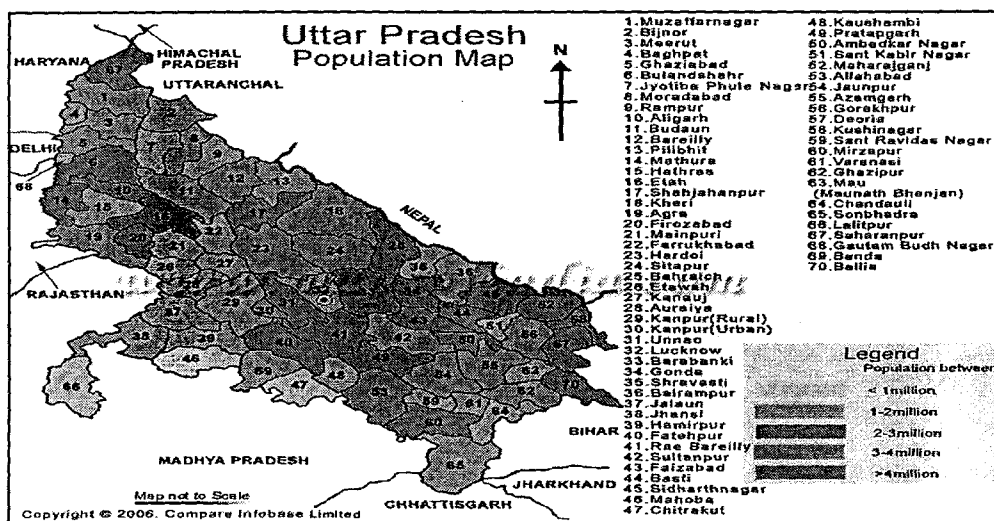 Uttar Pradesh
Population Map
N
HARYANA
HIMACHAL
PRADESH
UTTARANCHAL
DELHI
68
NEPAL
RAJASTHAN
BIHAR
MADHYA PRADESH
JHARKHAND
CHHATTISGARH
Map not to Scale
Copyright © 2006. Compare Infobase Limited
1.Muzaffarnagar
2.Bijnor
3.Meerut
4.Baghpat
5.Ghaziabad
6.Bulandshahr
7.Jyotiba Phule Nagar
8.Moradabad
9.Rampur
10.Aligarh
11.Budaun
12.Bareilly
13.Pilibhit
14.Mathura
15.Hathras
16.Etah
17.Shahjahanpur
18.Kheri
19.Agra
20.Firozabad
21.Mainpuri
22.Farrukhabad
23.Hardoi
24.Sitapur
25.Bahraich
26.Etawah
27.Kanauj
28.Auraiya
29.Kanpur(Rural)
30.Kanpur(Urban)
31.Unnao
32.Lucknow
33.Barabanki
34.Gonda
35.Shravasti
36.Balrampur
37.Jalaun
38.Jhansi
39.Hamirpur
40.Fatehpur
41.Rae Bareilly
42.Sultanpur
43.Faizabad
44.Basti
45.Sidharthnagar
46.Mahoba
47.Chitrakut
48.Kaushambi
49.Pratapgarh
50.Ambedkar Nagar
51.Sant Kabir Nagar
52.Maharajganj
53.Allahabad
54.Jaunpur
55.Azamgarh
56.Gorakhpur
57.Deoria
58.Kushinagar
59.Sant Ravidas Nagar
60.Mirzapur
61.Varanasi
62.Ghazipur
63.Mau
(Maunath Bhanjan)
64.Chandauli
65.Sonbhadra
66.Lalitpur
67.Saharanpur
68.Gautam Budh Nagar
69.Banda
70.Ballia
Legend
Population between
< 1million
1-2million
2-3million
3-4million
>4million